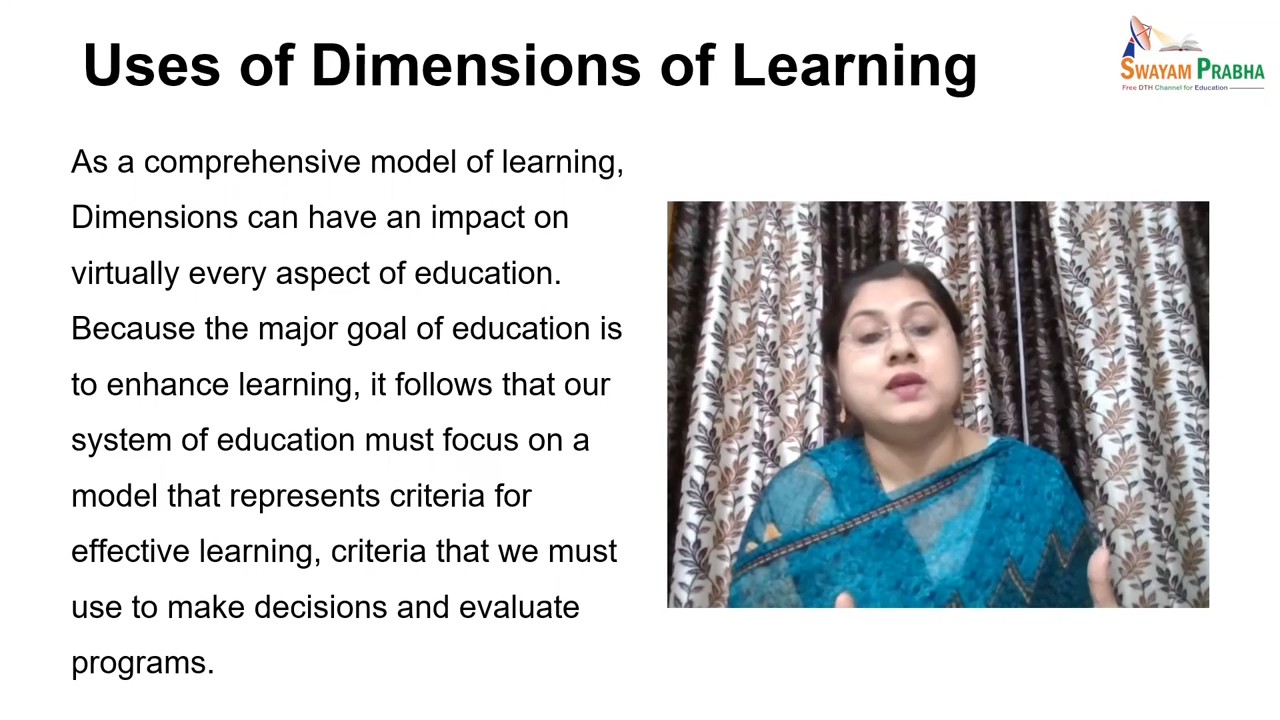 Uses of Dimensions of Learning
SWAYAM PRABHA
Free DTH Channel for Education
As a comprehensive model of learning,
Dimensions can have an impact on
virtually every aspect of education.
Because the major goal of education is
to enhance learning, it follows that our
system of education must focus on a
model that represents criteria for
effective learning, criteria that we must
use to make decisions and evaluate
programs.